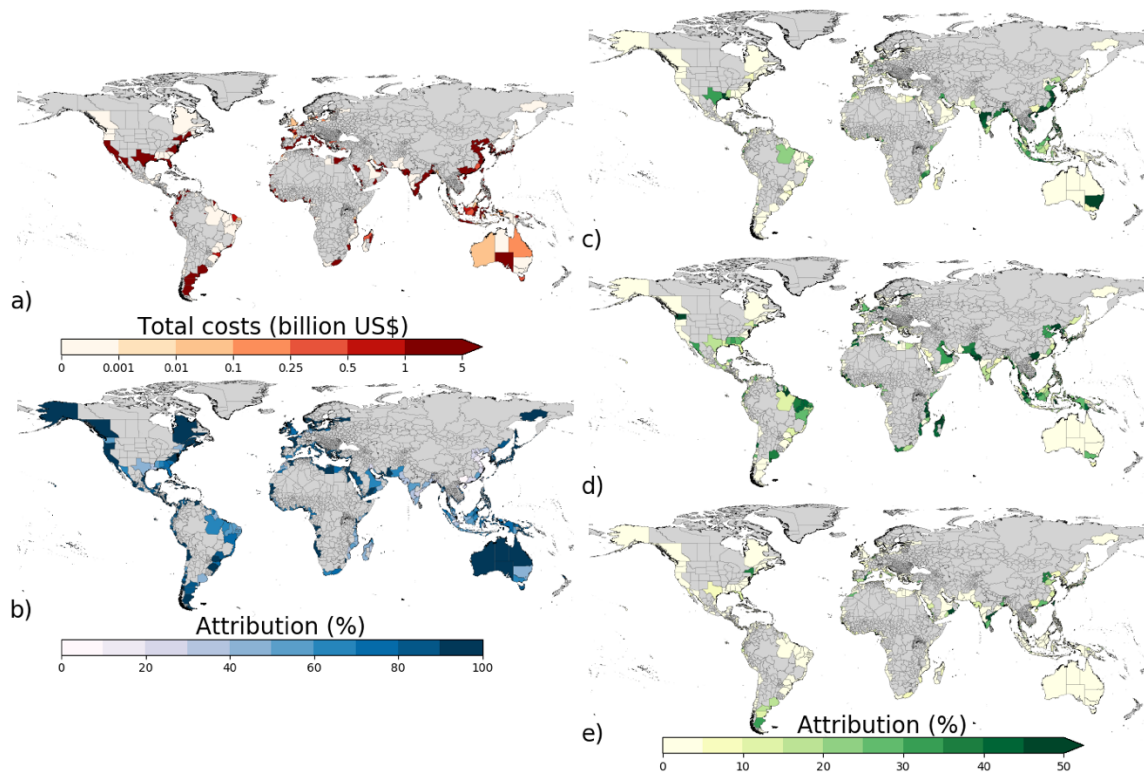 a)
Total costs (billion US$)
0 0.001 0.01 0.1 0.25 0.5 1 5
b)
Attribution (%)
0 20 40 60 80 100
c)
d)
e)
Attribution (%)
0 10 20 30 40 50